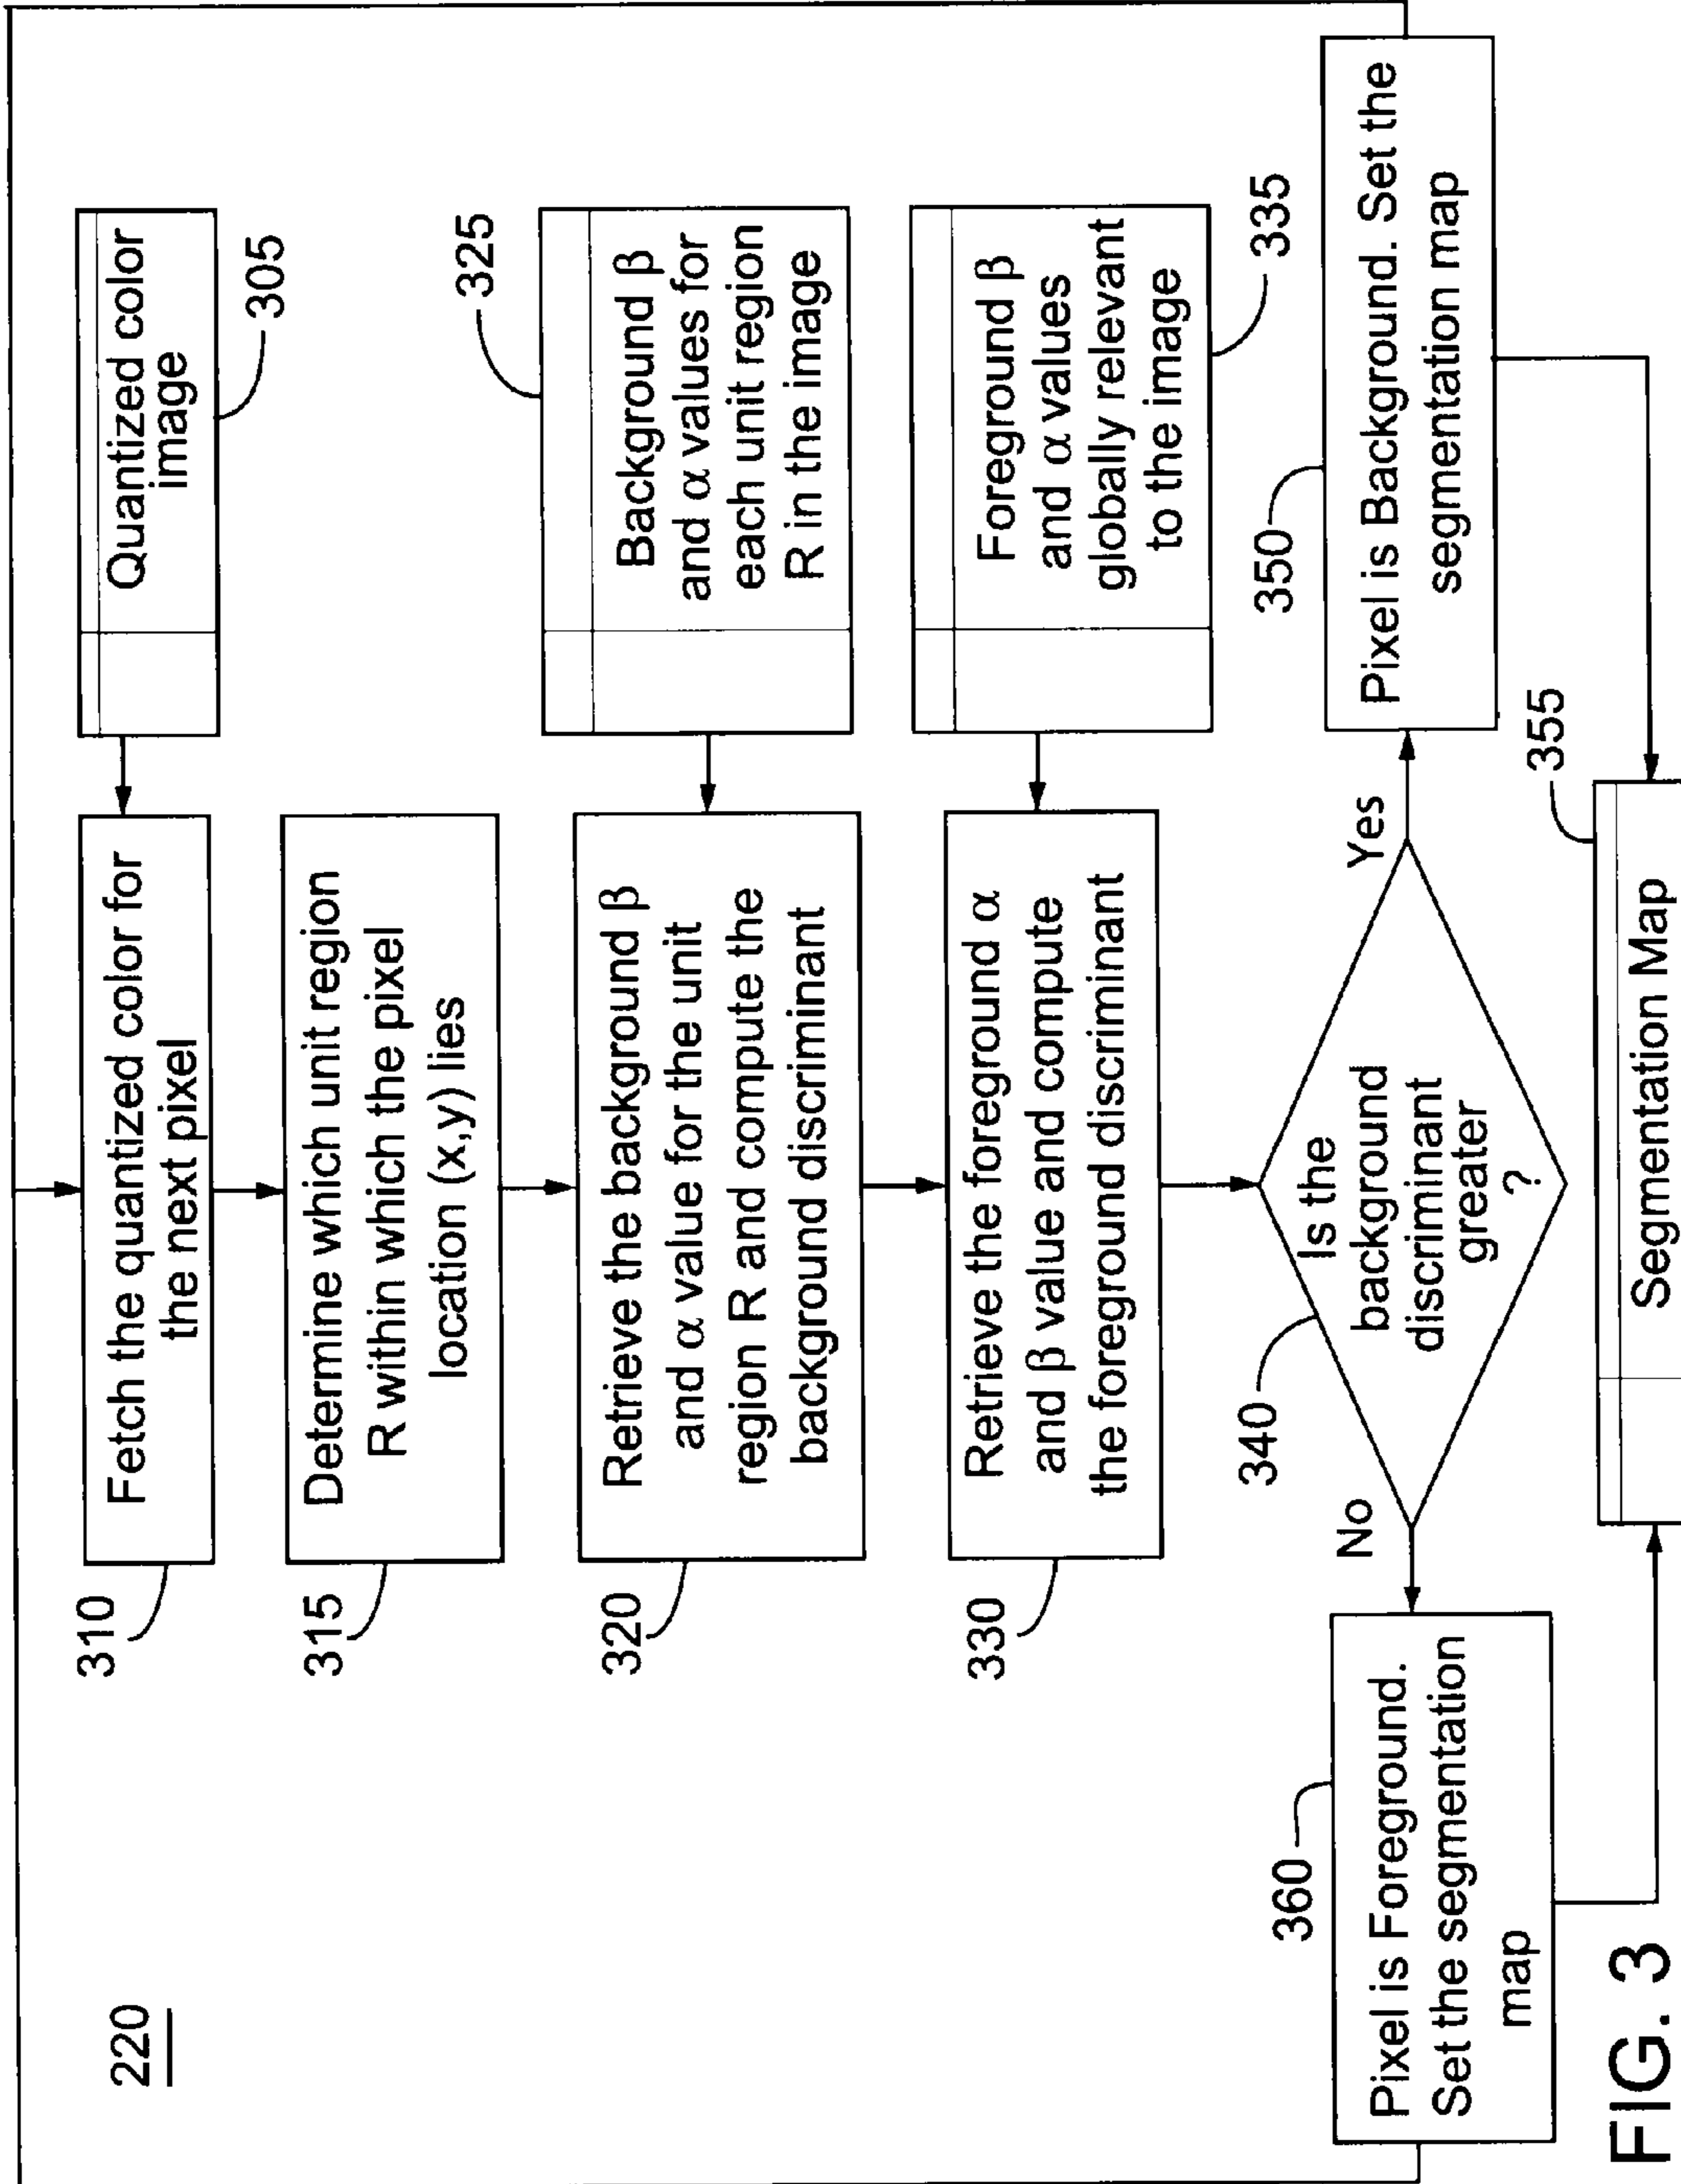 220
310
Fetch the quantized color for
the next pixel
Quantized color
image
305
315
Determine which unit region
R within which the pixel
location (x,y) lies
320
Retrieve the background β
and α value for the unit
region R and compute the
background discriminant
325
Background β
and α values for
each unit region
R in the image
330
Retrieve the foreground α
and β value and compute
the foreground discriminant
Foreground β
and α values
globally relevant
to the image
335
340
Is the
background
discriminant
greater
?
No
Yes
360
Pixel is Foreground.
Set the segmentation
map
350
Pixel is Background. Set the
segmentation map
355
Segmentation Map
FIG. 3